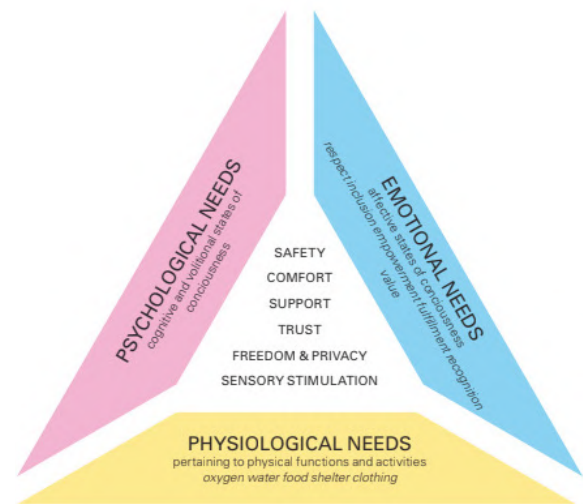 PSYCHOLOGICAL NEEDS
cognitive and volitional states of
conciousness
EMOTIONAL NEEDS
affective states of conciousness
respect inclusion empowerment fulfillment recognition
value
SAFETY
COMFORT
SUPPORT
TRUST
FREEDOM & PRIVACY
SENSORY STIMULATION
PHYSIOLOGICAL NEEDS
pertaining to physical functions and activities
oxygen water food shelter clothing